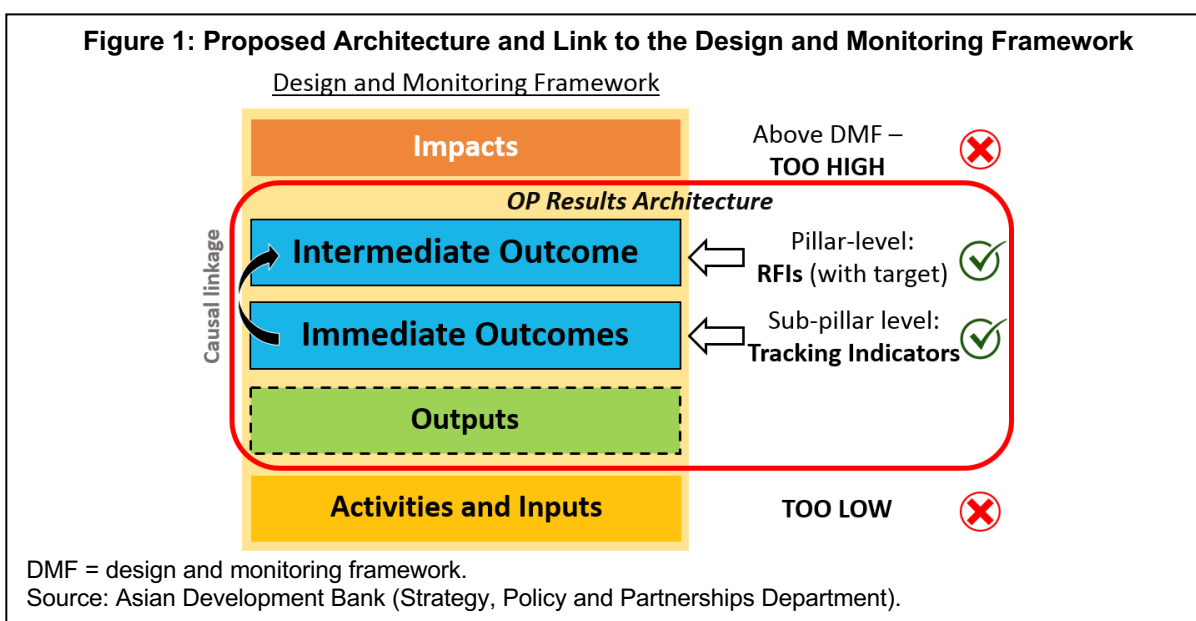 Figure 1: Proposed Architecture and Link to the Design and Monitoring Framework
Design and Monitoring Framework
Impacts
Above DMF –
TOO HIGH
OP Results Architecture
Causal linkage
Intermediate Outcome
Pillar-level:
RFIs (with target)
Immediate Outcomes
Sub-pillar level:
Tracking Indicators
Outputs
Activities and Inputs
TOO LOW
DMF = design and monitoring framework.
Source: Asian Development Bank (Strategy, Policy and Partnerships Department).